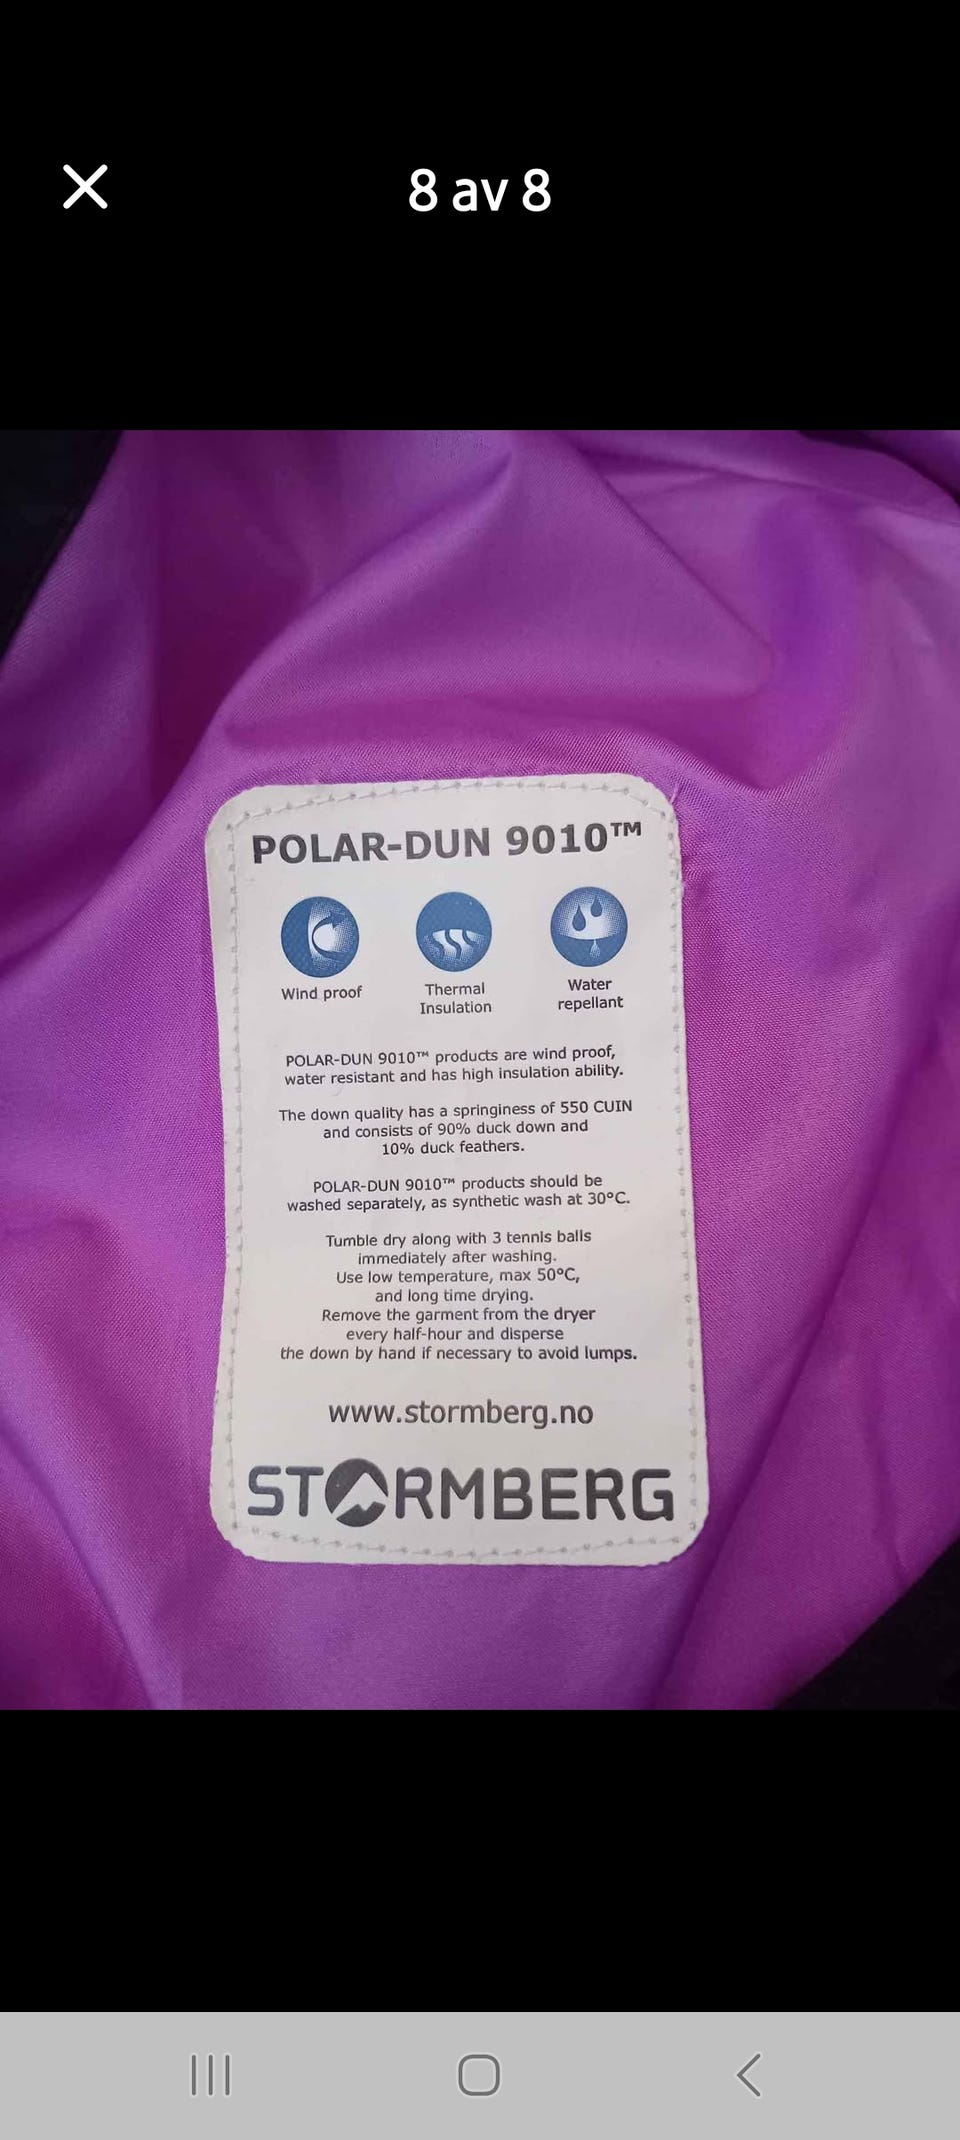 8 av 8
POLAR-DUN 9010™
Wind proof
Thermal
Insulation
Water
repellant
POLAR-DUN 9010™ products are wind proof,
water resistant and has high insulation ability.
The down quality has a springiness of 550 CUIN
and consists of 90% duck down and
10% duck feathers.
POLAR-DUN 9010™ products should be
washed separately, as synthetic wash at 30°C.
Tumble dry along with 3 tennis balls
immediately after washing.
Use low temperature, max 50°C,
and long time drying.
Remove the garment from the dryer
every half-hour and disperse
the down by hand if necessary to avoid lumps.
www.stormberg.no
STORMBERG